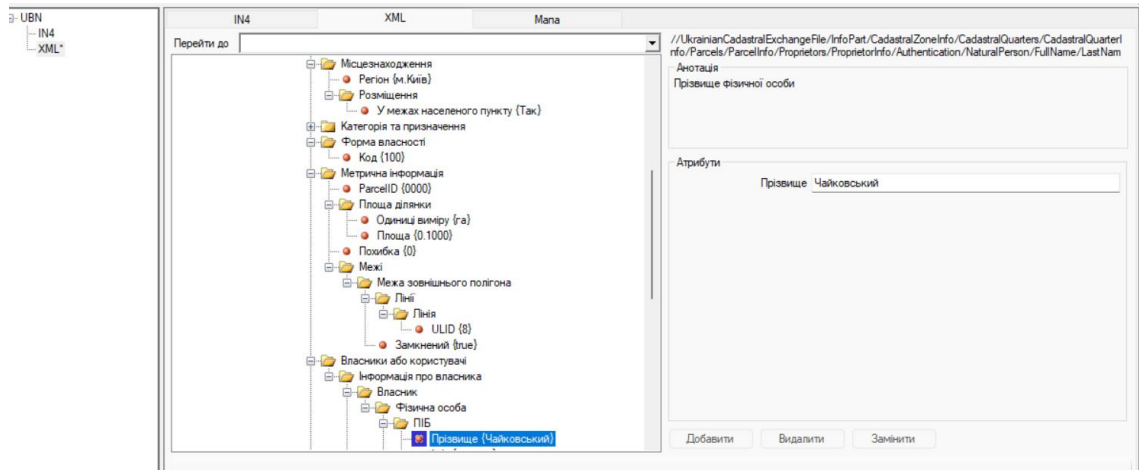 UBN
IN4
XML*
IN4
XML
Мапа
Перейти до
Місцезнаходження
Регіон {м.Київ}
Розміщення
У межах населеного пункту {Так}
Категорія та призначення
Форма власності
Код {100}
Метрична інформація
ParcelID {0000}
Площа ділянки
Одиниці виміру {га}
Площа {0.1000}
Похибка {0}
Межі
Межа зовнішнього полігона
Лінії
Лінія
ULID {8}
Замкнений {true}
Власники або користувачі
Інформація про власника
Власник
Фізична особа
ПІБ
Прізвище {Чайковський}
//UkrainianCadastralExchangeFile/InfoPart/CadastralZoneInfo/CadastralQuarters/CadastralQuarterI
nfo/Parcels/ParcelInfo/Proprietors/ProprietorInfo/Authentication/NaturalPerson/FullName/LastNam
Анотація
Прізвище фізичної особи
Атрибути
Прізвище Чайковський
Добавити Видалити Замінити